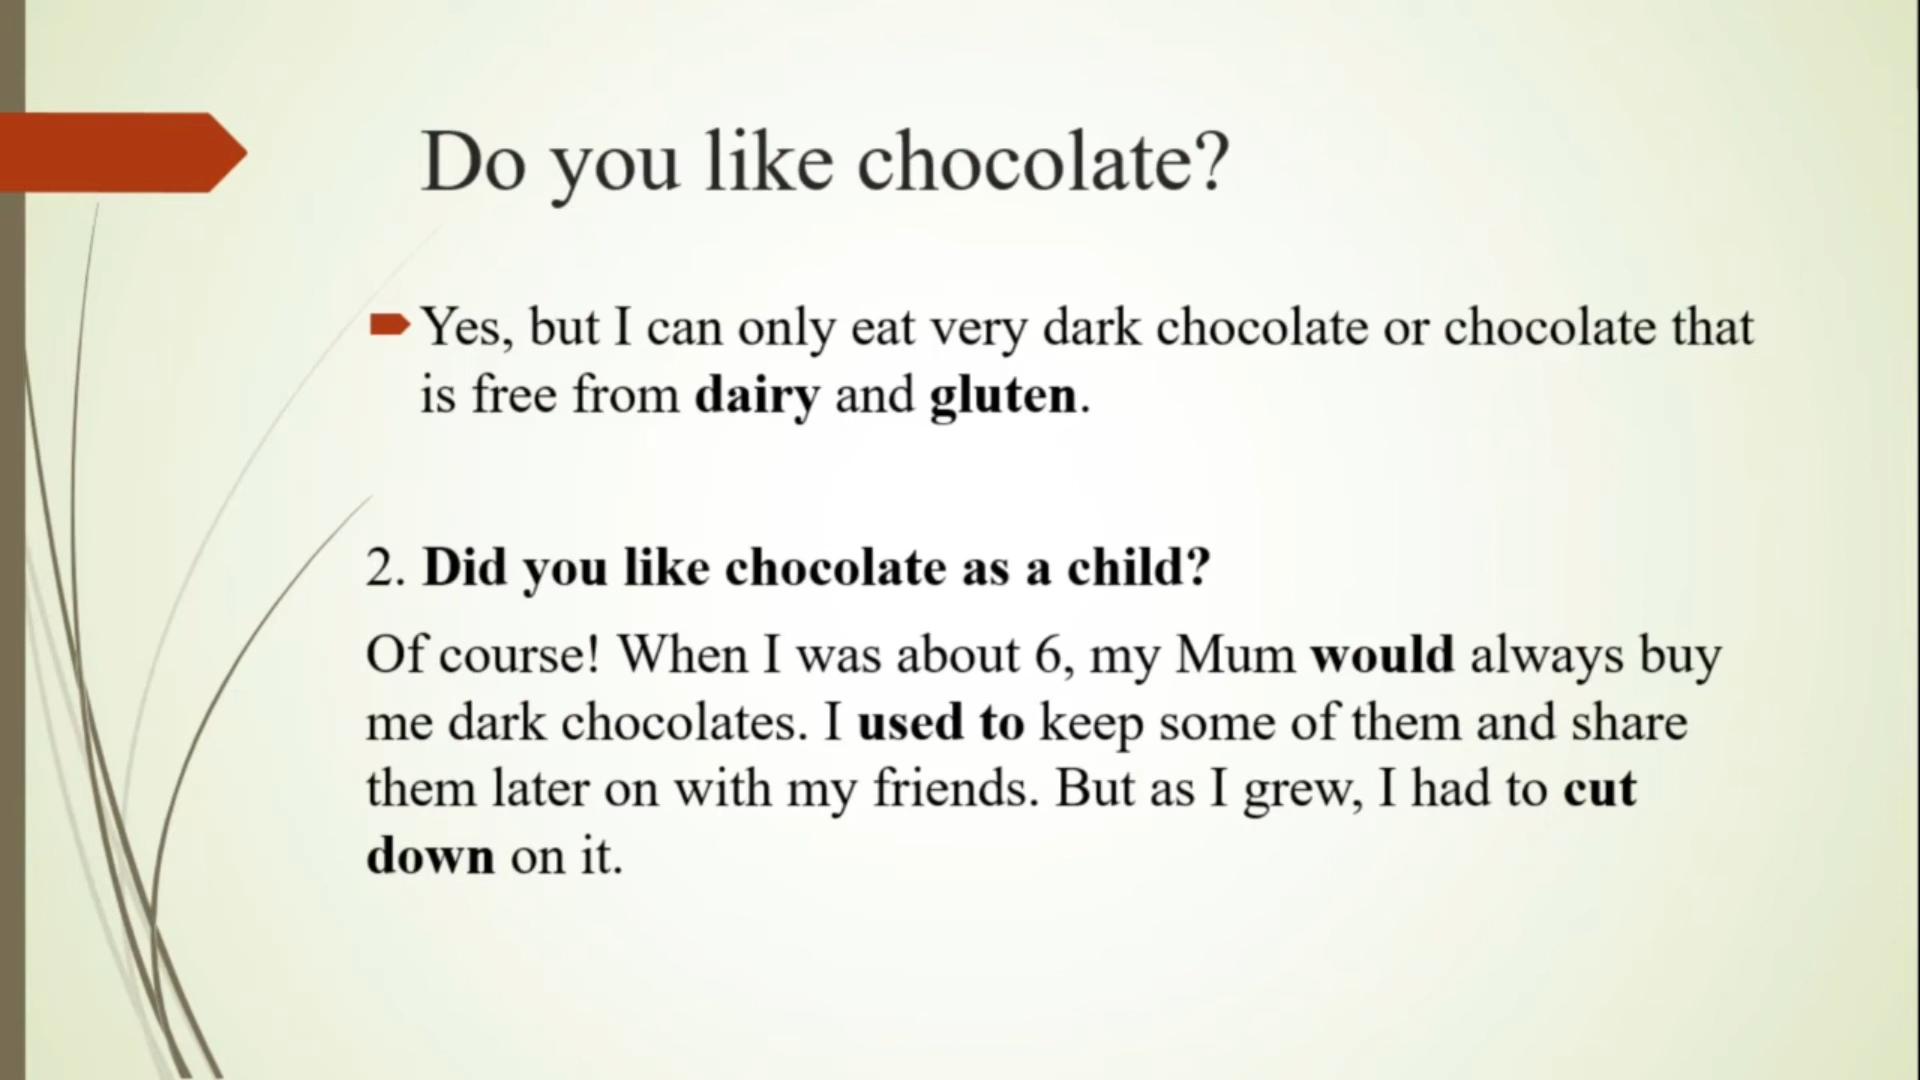 Do you like chocolate?
Yes, but I can only eat very dark chocolate or chocolate that
is free from dairy and gluten.
2. Did you like chocolate as a child?
Of course! When I was about 6, my Mum would always buy
me dark chocolates. I used to keep some of them and share
them later on with my friends. But as I grew, I had to cut
down on it.